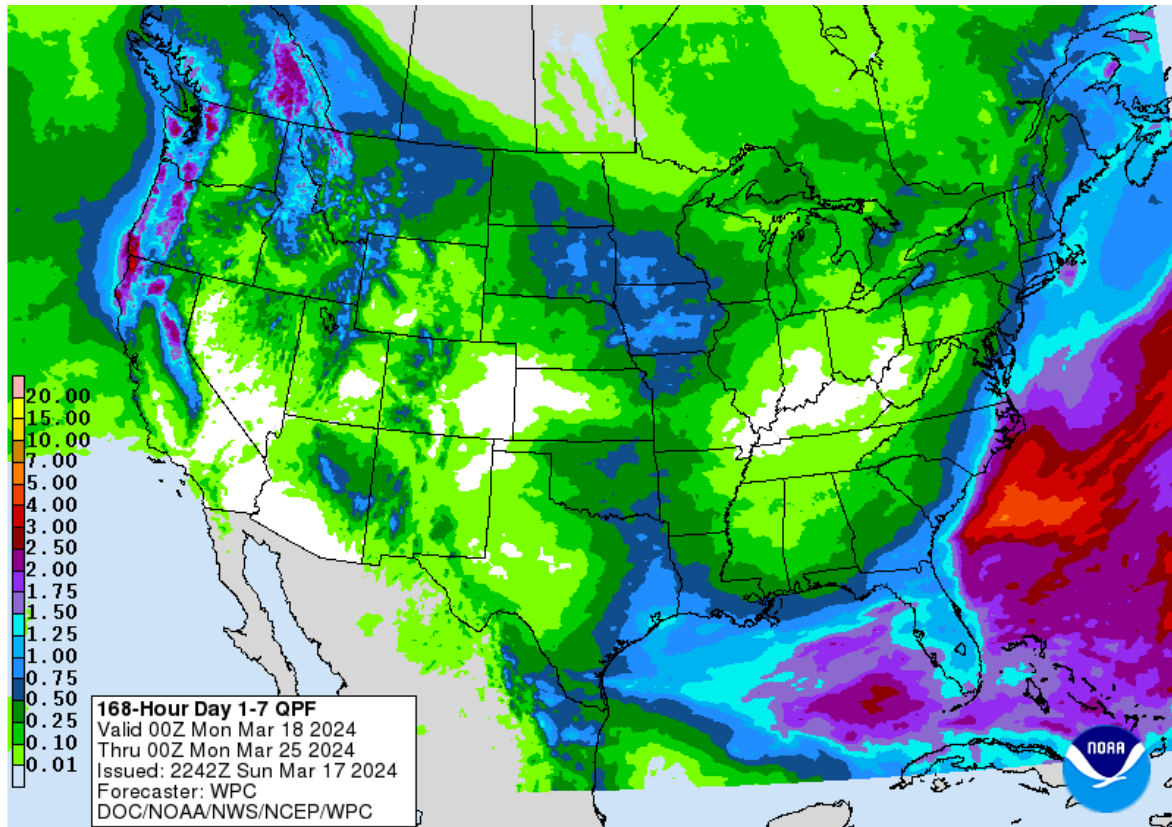 20.00
15.00
10.00
7.00
5.00
4.00
3.00
2.50
2.00
1.75
1.50
1.25
1.00
0.75
0.50
0.25
0.10
0.01
168-Hour Day 1-7 QPF
Valid 00Z Mon Mar 18 2024
Thru 00Z Mon Mar 25 2024
Issued: 2242Z Sun Mar 17 2024
Forecaster: WPC
DOC/NOAA/NWS/NCEP/WPC
NOAA